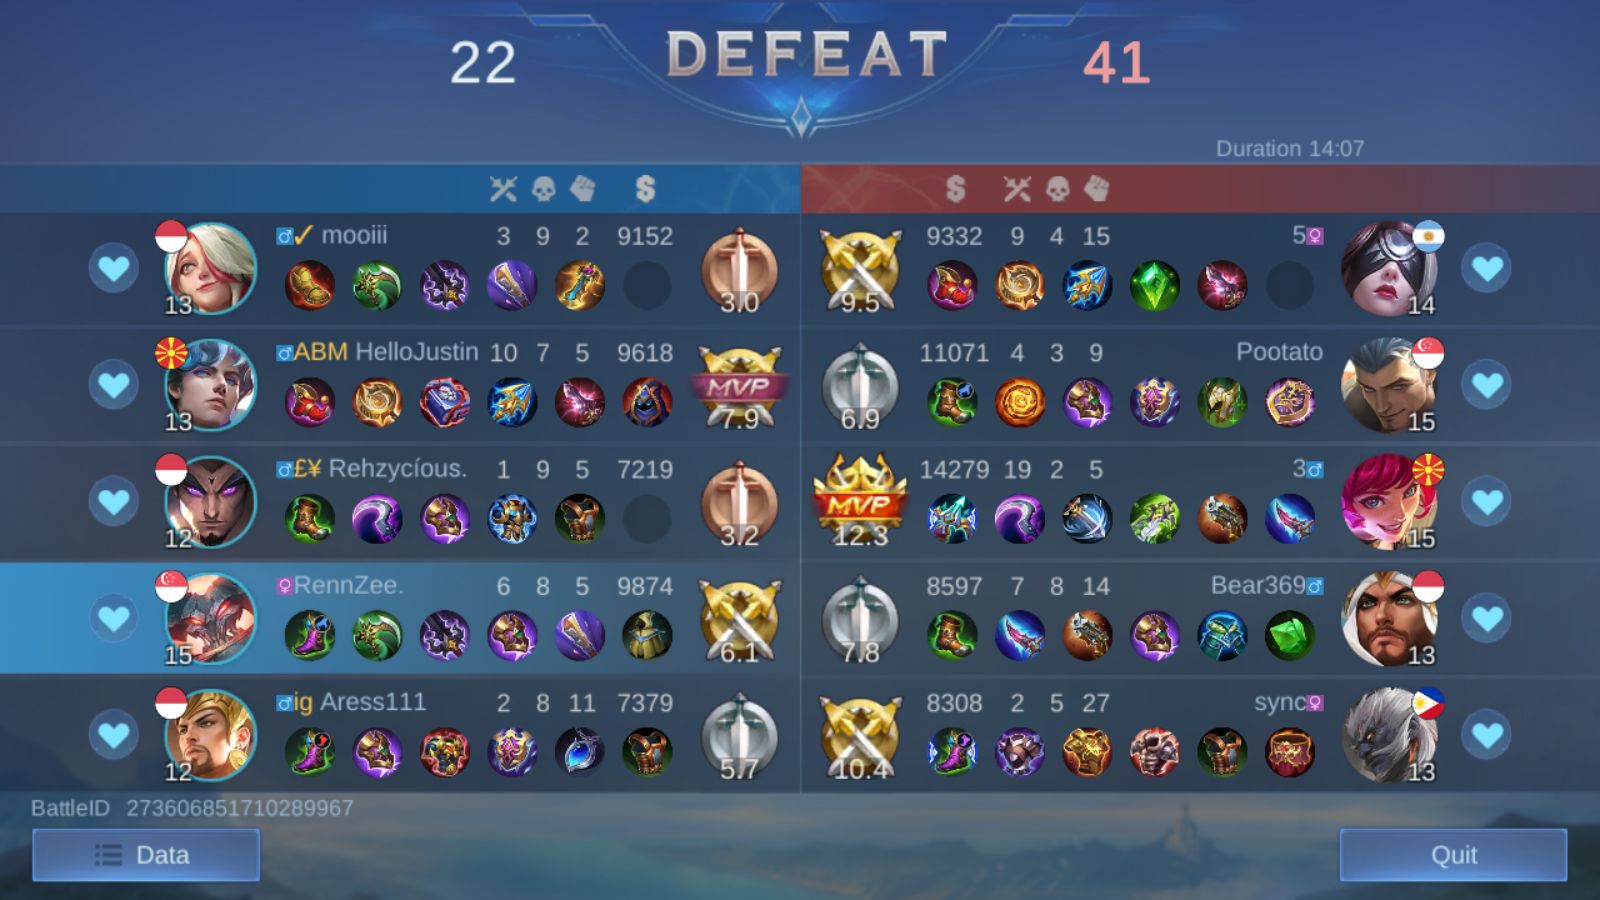 22 DEFEAT 41
Duration 14:07
♂✓ mooiii 3 9 2 9152
13 3.0
9332 9 4 15 5♀
9.5 14
♂ABM HelloJustin 10 7 5 9618
13 MVP 7.9
11071 4 3 9 Pootato
6.9 15
♂£¥ Rehzycíous. 1 9 5 7219
12 3.2
14279 19 2 5 3♂
MVP 12.3 15
♀RennZee. 6 8 5 9874
15 6.1
8597 7 8 14 Bear369♂
7.8 13
♂ig Aress111 2 8 11 7379
12 5.7
8308 2 5 27 sync♀
10.4 13
BattleID 273606851710289967
Data Quit